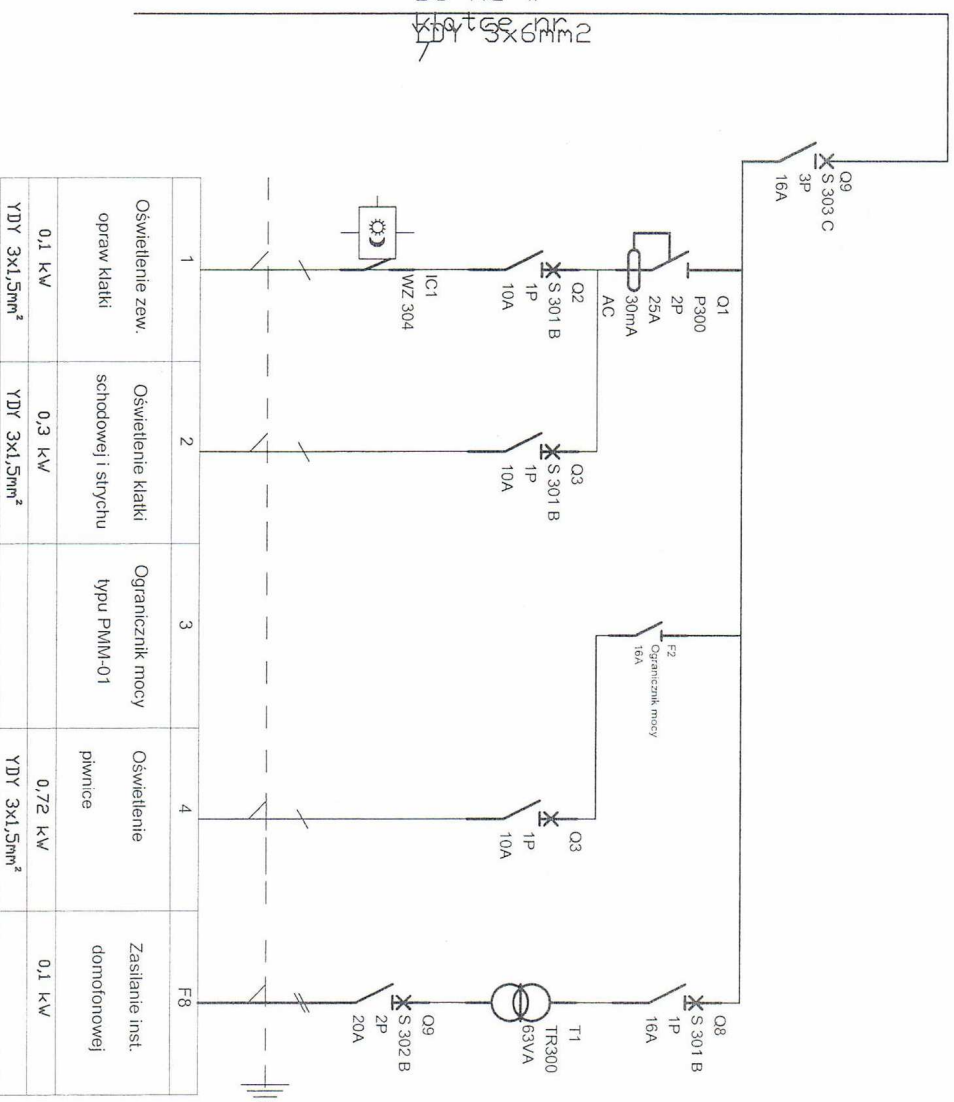 YDY 3x6mm2
Q9
S 303 C
3P
16A
Q1
P300
2P
25A
30mA
AC
Q2
S 301 B
1P
10A
IC1
WZ 304
Q3
S 301 B
1P
10A
F2
Ogranicznik mocy
16A
Q3
1P
10A
Q8
S 301 B
1P
16A
T1
TR300
63VA
Q9
S 302 B
2P
20A
1
Oświetlenie zew.
opraw klatki
0,1 kW
YDY 3x1,5mm²
2
Oświetlenie klatki
schodowej i strychu
0,3 kW
YDY 3x1,5mm²
3
Ogranicznik mocy
typu PMM-01
4
Oświetlenie
piwnice
0,72 kW
YDY 3x1,5mm²
F8
Zasilanie inst.
domofonowej
0,1 kW